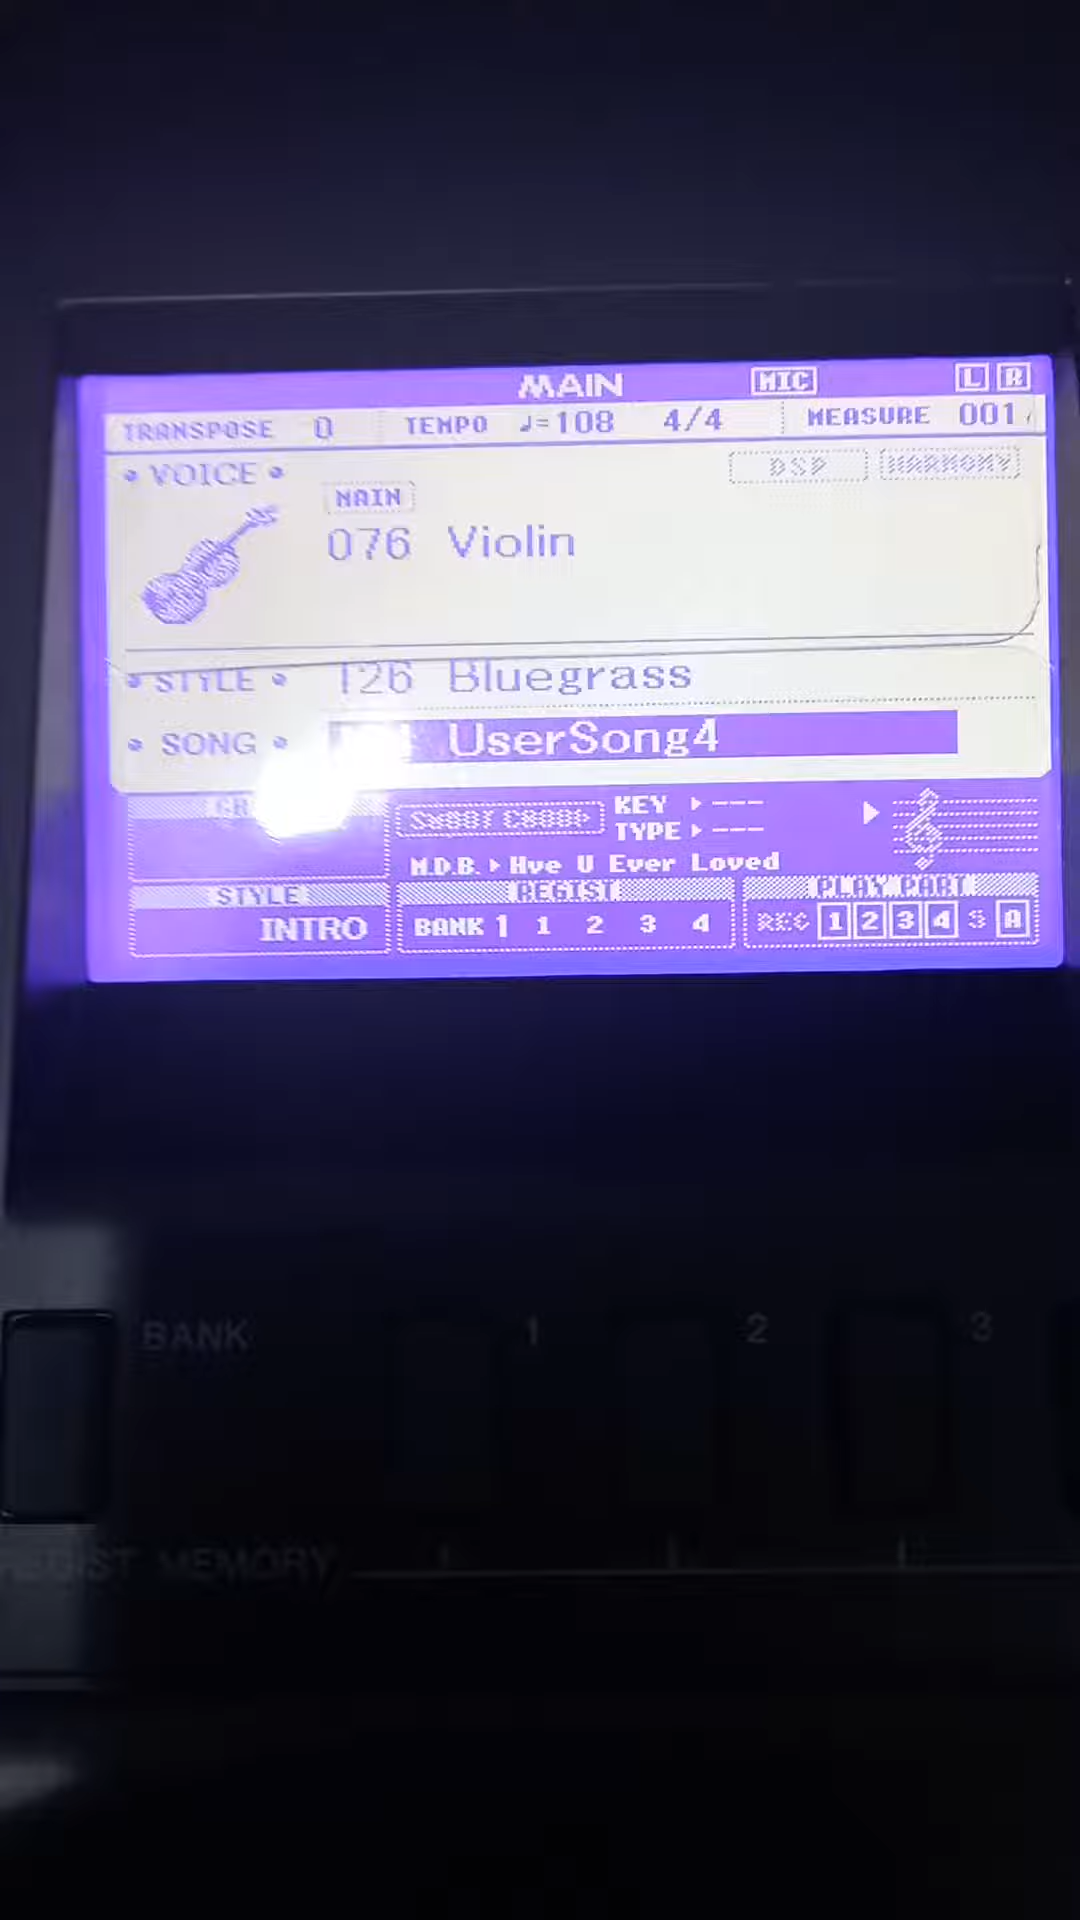 MAIN MIC L R
TRANSPOSE 0 TEMPO ♩=108 4/4 MEASURE 001
VOICE DSP HARMONY
MAIN
076 Violin
STYLE 126 Bluegrass
SONG UserSong4
KEY ---
TYPE ---
M.D.B. Hve U Ever Loved
STYLE REGIST PLAY PART
INTRO BANK 1 1 2 3 4 REC 1 2 3 4 5 A
BANK 1 2 3
REGIST MEMORY